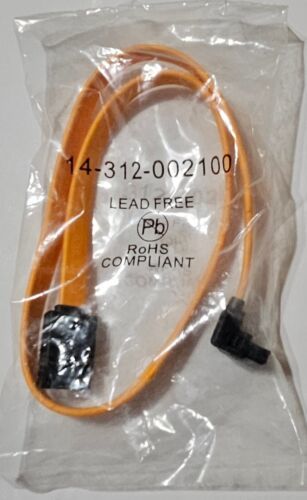 14-312-002100
LEAD FREE
Pb
RoHS
COMPLIANT